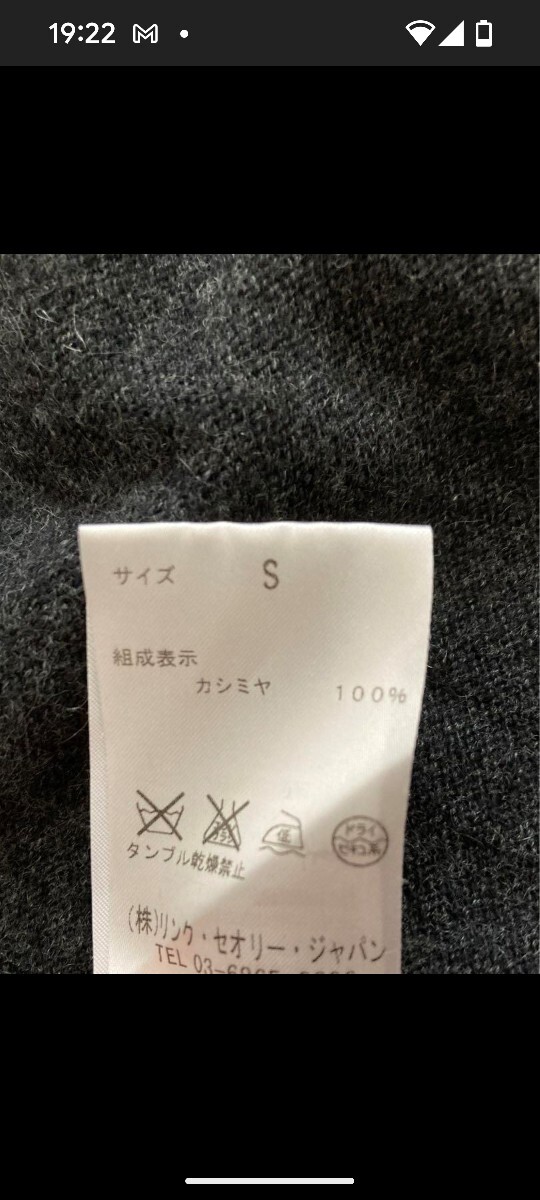 19:22
サイズ S
組成表示
カシミヤ 100%
低
ドライ
セキユ系
タンブル乾燥禁止
(株)リンク・セオリー・ジャパン
TEL 03-6865